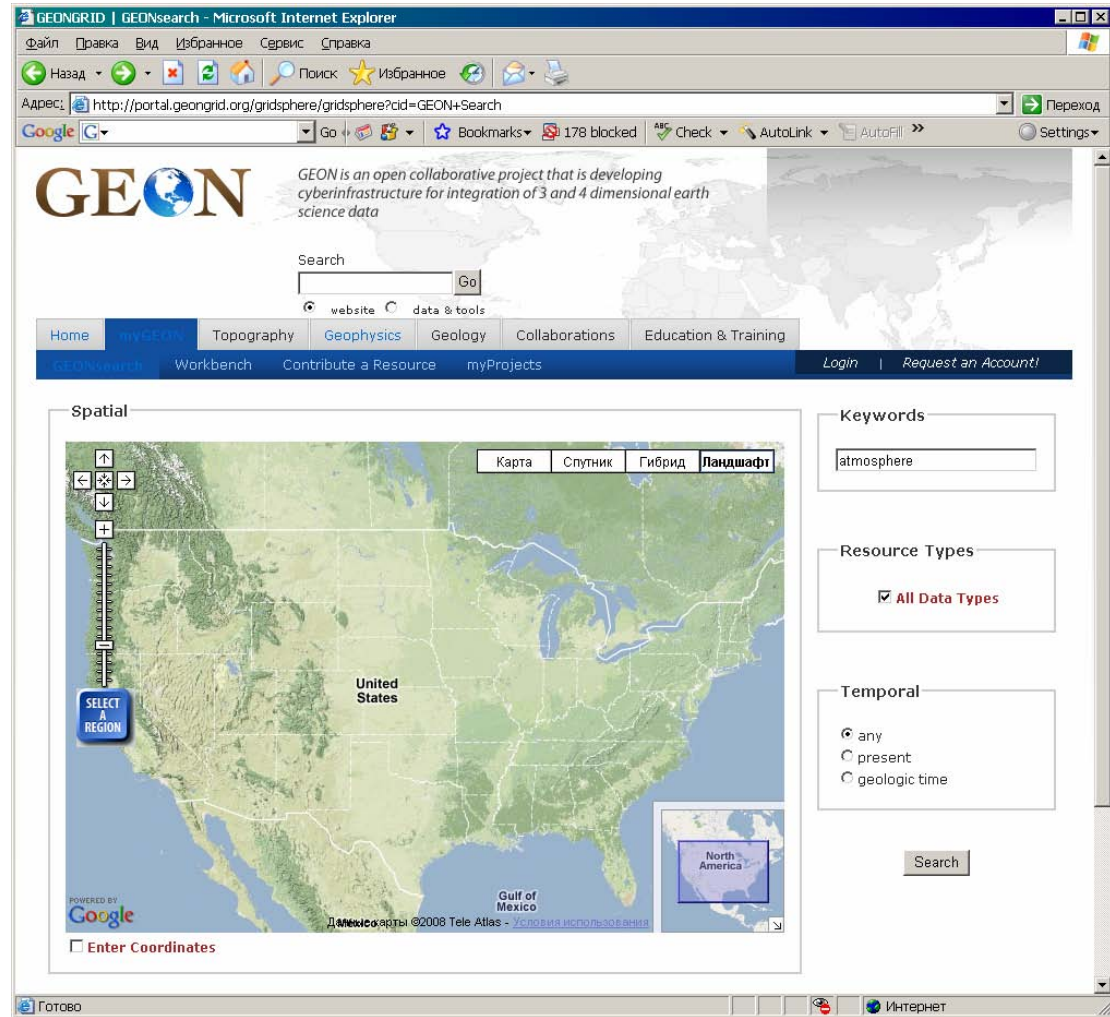 GEONGRID | GEONsearch - Microsoft Internet Explorer
Файл Правка Вид Избранное Сервис Справка
Назад Поиск Избранное
Адрес: http://portal.geongrid.org/gridsphere/gridsphere?cid=GEON+Search Переход
Google G Go Bookmarks 178 blocked ABC Check AutoLink AutoFill » Settings
GEON
GEON is an open collaborative project that is developing
cyberinfrastructure for integration of 3 and 4 dimensional earth
science data
Search
Go
website data & tools
Home myGEON Topography Geophysics Geology Collaborations Education & Training
GEONsearch Workbench Contribute a Resource myProjects Login | Request an Account!
Spatial
Карта Спутник Гибрид Ландшафт
SELECT
A
REGION
United
States
North
America
Gulf of
Mexico
Mexico
POWERED BY
Google
Данные карты ©2008 Tele Atlas - Условия использования
Enter Coordinates
Keywords
atmosphere
Resource Types
All Data Types
Temporal
any
present
geologic time
Search
Готово Интернет